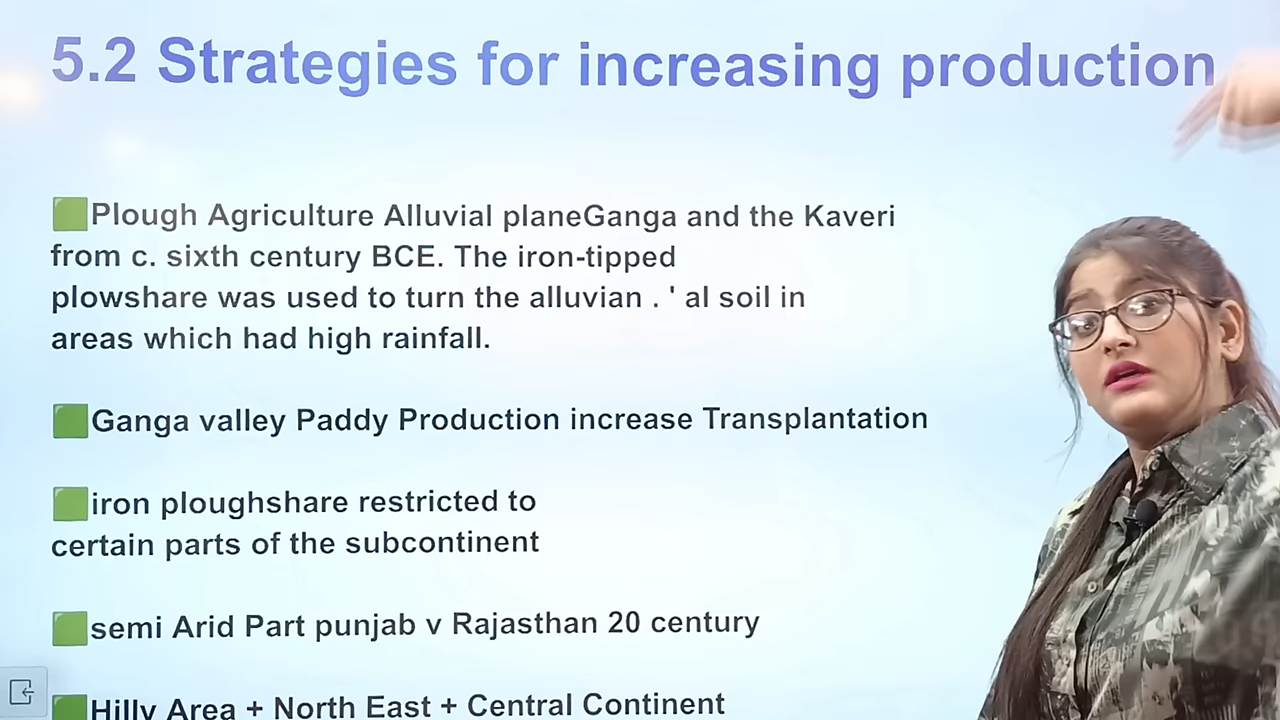 5.2 Strategies for increasing production
Plough Agriculture Alluvial planeGanga and the Kaveri
from c. sixth century BCE. The iron-tipped
plowshare was used to turn the alluvian . ' al soil in
areas which had high rainfall.
Ganga valley Paddy Production increase Transplantation
iron ploughshare restricted to
certain parts of the subcontinent
semi Arid Part punjab v Rajasthan 20 century
Hilly Area + North East + Central Continent